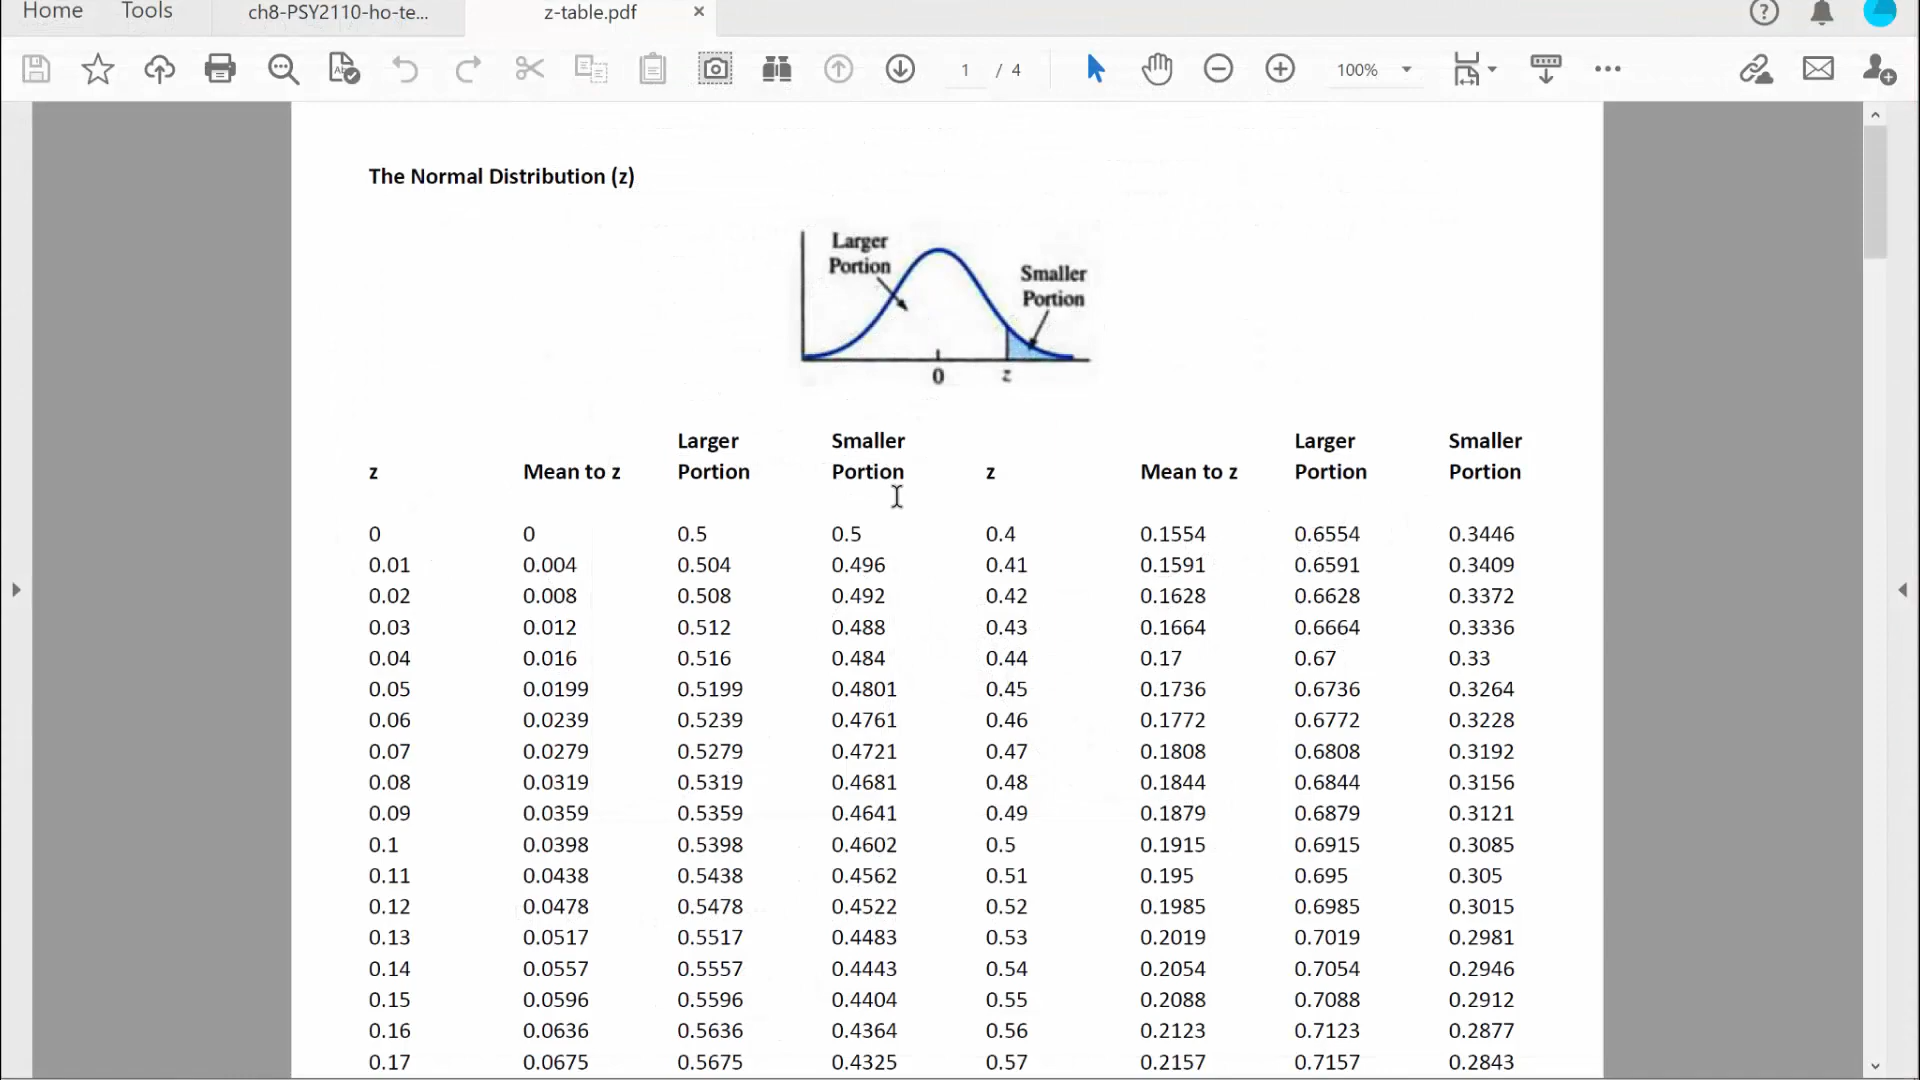 Home Tools ch8-PSY2110-ho-te... z-table.pdf ×
1 / 4 100%
The Normal Distribution (z)
Larger
Portion
Smaller
Portion
0 z
Larger Smaller Larger Smaller
z Mean to z Portion Portion z Mean to z Portion Portion
0 0 0.5 0.5 0.4 0.1554 0.6554 0.3446
0.01 0.004 0.504 0.496 0.41 0.1591 0.6591 0.3409
0.02 0.008 0.508 0.492 0.42 0.1628 0.6628 0.3372
0.03 0.012 0.512 0.488 0.43 0.1664 0.6664 0.3336
0.04 0.016 0.516 0.484 0.44 0.17 0.67 0.33
0.05 0.0199 0.5199 0.4801 0.45 0.1736 0.6736 0.3264
0.06 0.0239 0.5239 0.4761 0.46 0.1772 0.6772 0.3228
0.07 0.0279 0.5279 0.4721 0.47 0.1808 0.6808 0.3192
0.08 0.0319 0.5319 0.4681 0.48 0.1844 0.6844 0.3156
0.09 0.0359 0.5359 0.4641 0.49 0.1879 0.6879 0.3121
0.1 0.0398 0.5398 0.4602 0.5 0.1915 0.6915 0.3085
0.11 0.0438 0.5438 0.4562 0.51 0.195 0.695 0.305
0.12 0.0478 0.5478 0.4522 0.52 0.1985 0.6985 0.3015
0.13 0.0517 0.5517 0.4483 0.53 0.2019 0.7019 0.2981
0.14 0.0557 0.5557 0.4443 0.54 0.2054 0.7054 0.2946
0.15 0.0596 0.5596 0.4404 0.55 0.2088 0.7088 0.2912
0.16 0.0636 0.5636 0.4364 0.56 0.2123 0.7123 0.2877
0.17 0.0675 0.5675 0.4325 0.57 0.2157 0.7157 0.2843